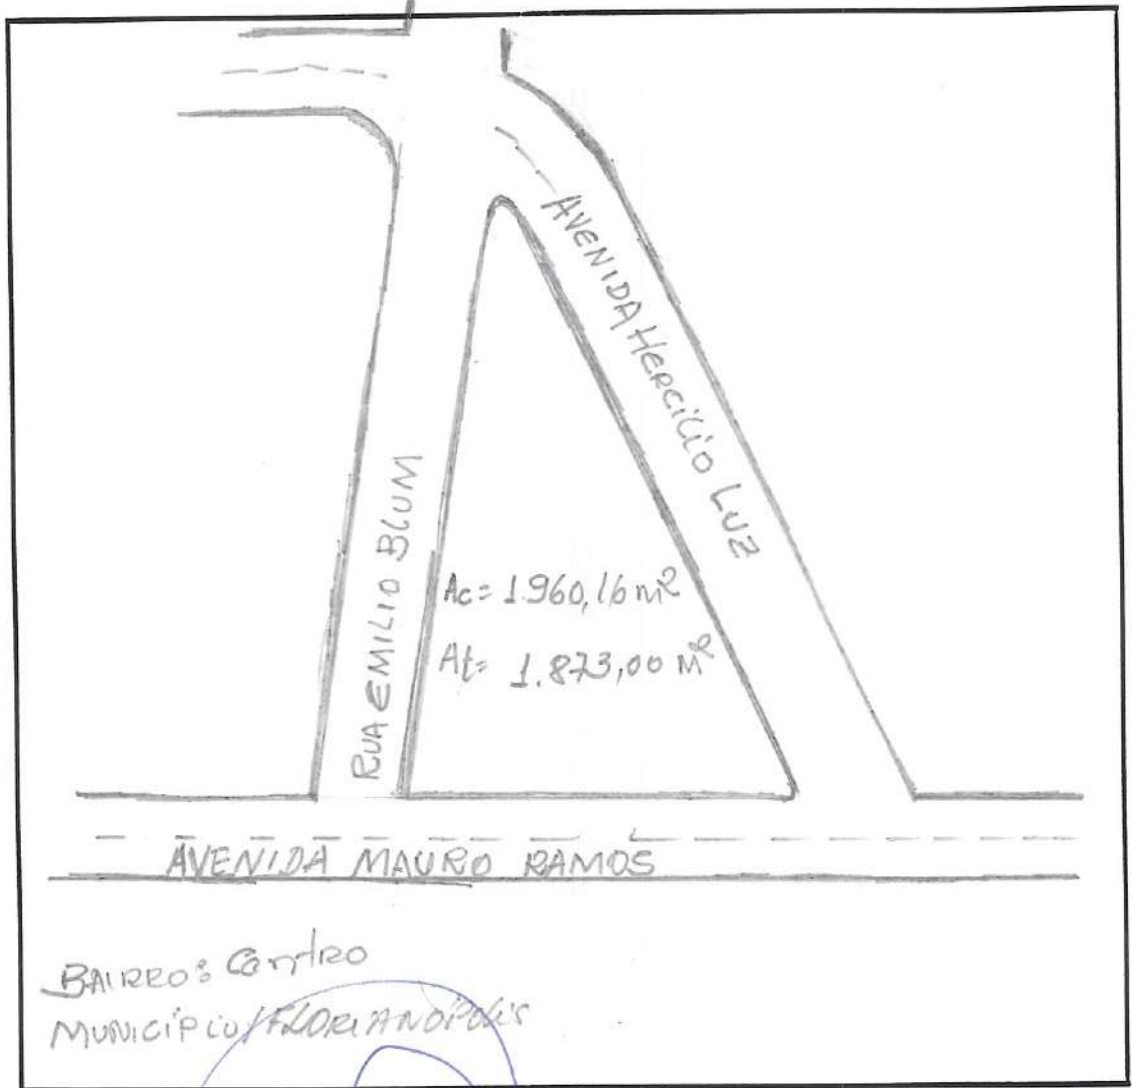 AVENIDA HERCÍLIO LUZ
RUA EMILIO BLUM
Ac= 1.960,16 m²
At= 1.873,00 M²
AVENIDA MAURO RAMOS
BAIRRO: Centro
MUNICÍPIO/FLORIANÓPOLIS